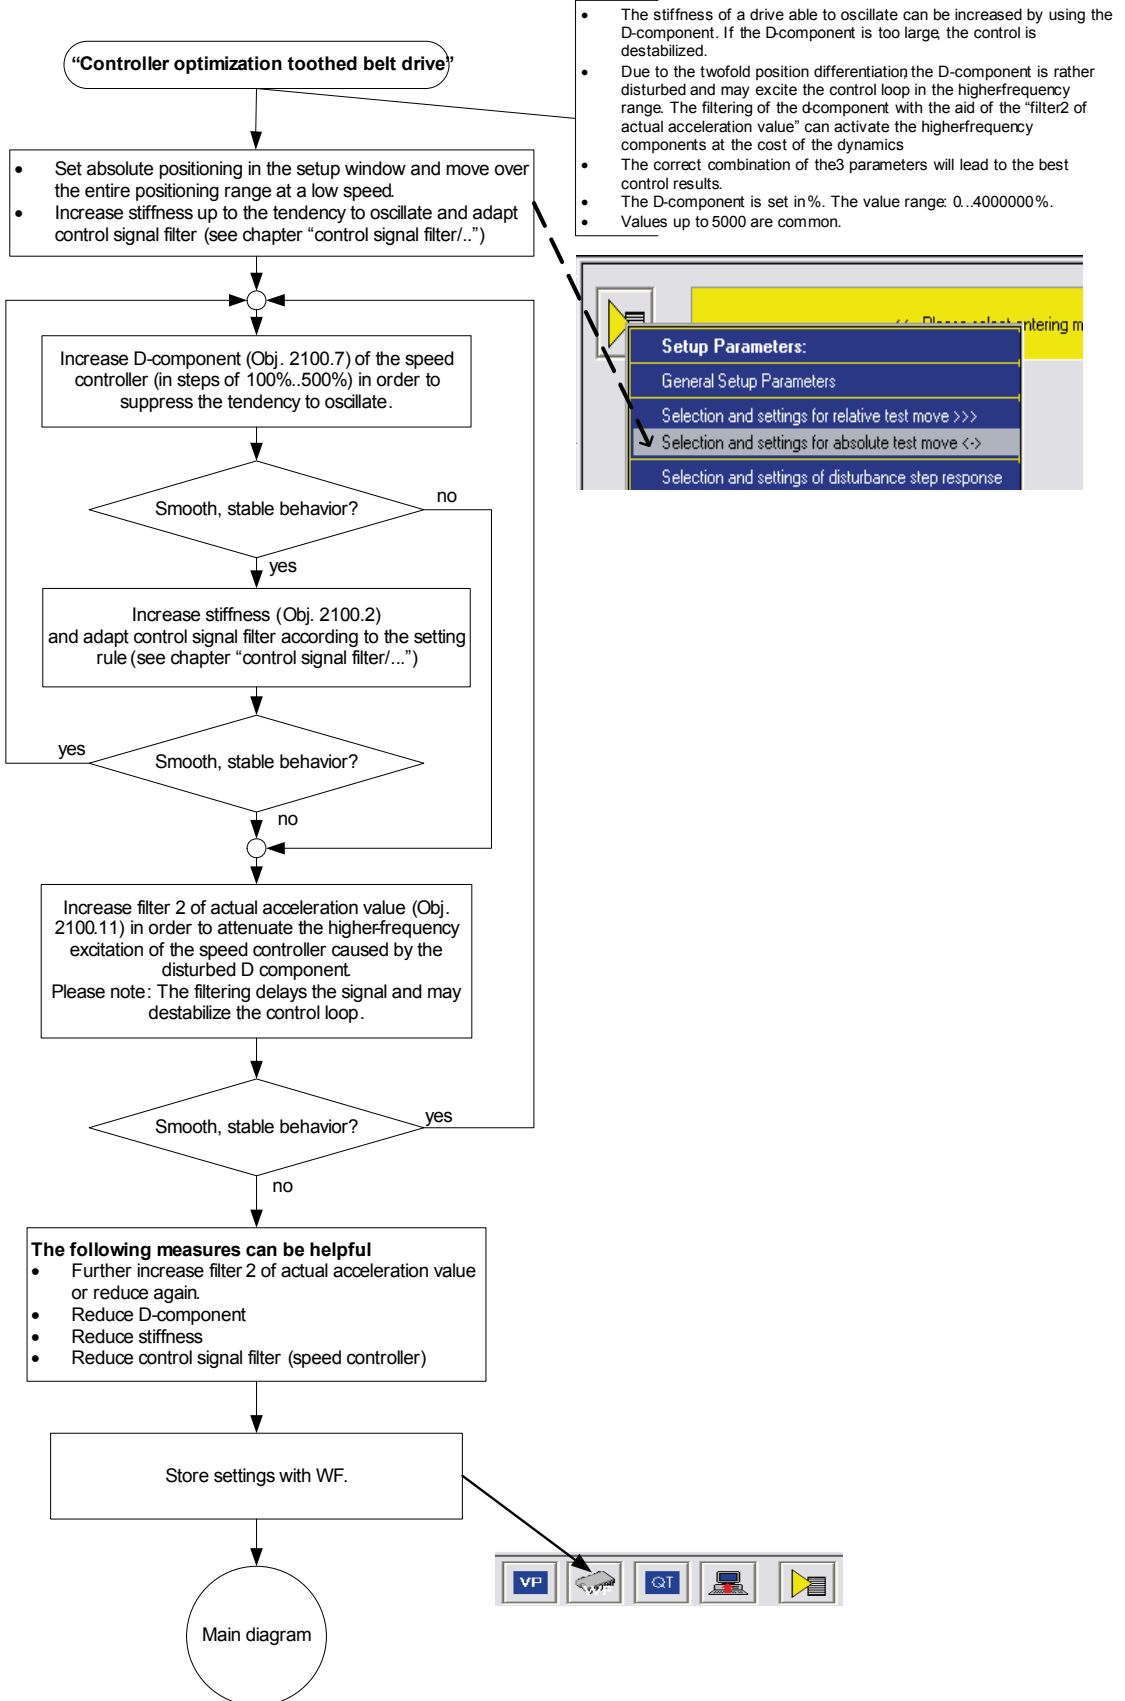 “Controller optimization toothed belt drive”
• The stiffness of a drive able to oscillate can be increased by using the
D-component. If the D-component is too large, the control is
destabilized.
• Due to the twofold position differentiation, the D-component is rather
disturbed and may excite the control loop in the higher-frequency
range. The filtering of the d-component with the aid of the “filter2 of
actual acceleration value” can activate the higher-frequency
components at the cost of the dynamics
• The correct combination of the 3 parameters will lead to the best
control results.
• The D-component is set in %. The value range: 0...4000000%.
• Values up to 5000 are common.
• Set absolute positioning in the setup window and move over
the entire positioning range at a low speed.
• Increase stiffness up to the tendency to oscillate and adapt
control signal filter (see chapter “control signal filter/..”)
entering m
Setup Parameters:
General Setup Parameters
Selection and settings for relative test move >>>
Selection and settings for absolute test move <->
Selection and settings of disturbance step response
Increase D-component (Obj. 2100.7) of the speed
controller (in steps of 100%..500%) in order to
suppress the tendency to oscillate.
Smooth, stable behavior?
no
yes
Increase stiffness (Obj. 2100.2)
and adapt control signal filter according to the setting
rule (see chapter “control signal filter/...”)
Smooth, stable behavior?
yes
no
Increase filter 2 of actual acceleration value (Obj.
2100.11) in order to attenuate the higher-frequency
excitation of the speed controller caused by the
disturbed D component.
Please note: The filtering delays the signal and may
destabilize the control loop.
Smooth, stable behavior?
yes
no
The following measures can be helpful
• Further increase filter 2 of actual acceleration value
or reduce again.
• Reduce D-component
• Reduce stiffness
• Reduce control signal filter (speed controller)
Store settings with WF.
VP
WF
QT
Main diagram